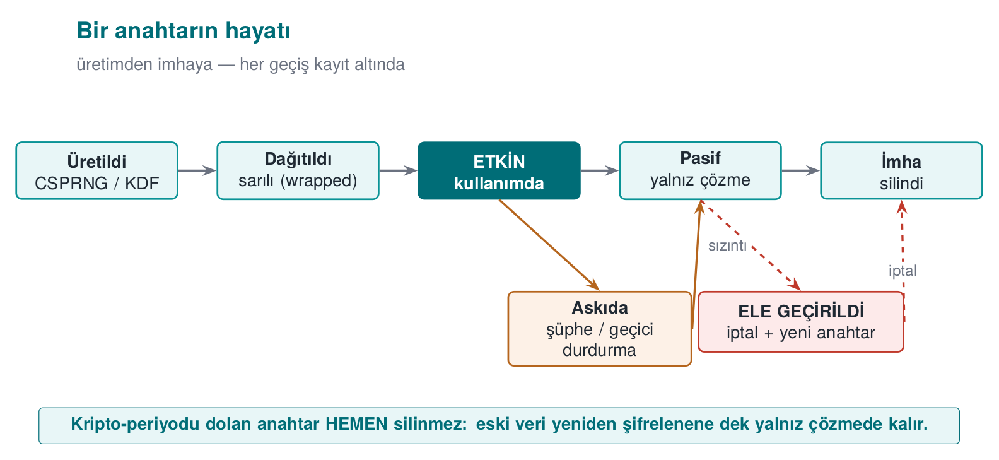 Bir anahtarın hayatı
üretimden imhaya — her geçiş kayıt altında
Üretildi
CSPRNG / KDF
Dağıtıldı
sarılı (wrapped)
ETKİN
kullanımda
Pasif
yalnız çözme
İmha
silindi
sızıntı
iptal
Askıda
şüphe / geçici
durdurma
ELE GEÇİRİLDİ
iptal + yeni anahtar
Kripto-periyodu dolan anahtar HEMEN silinmez: eski veri yeniden şifrelenene dek yalnız çözmede kalır.